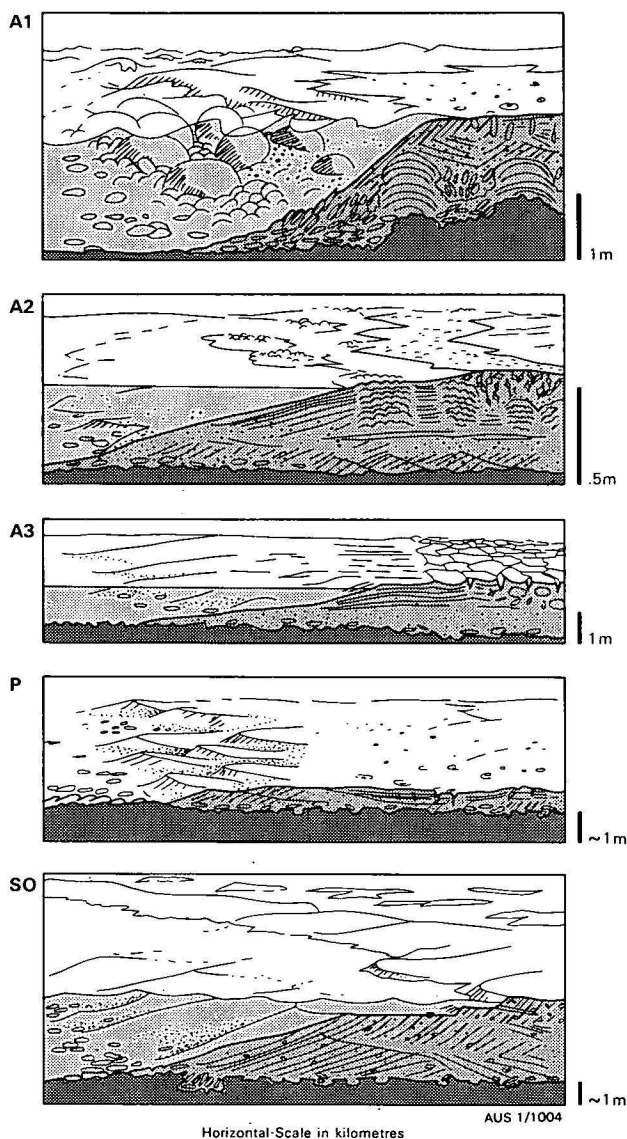 A1
1m
A2
.5m
A3
1m
P
~1m
SO
~1m
AUS 1/1004
Horizontal-Scale in kilometres